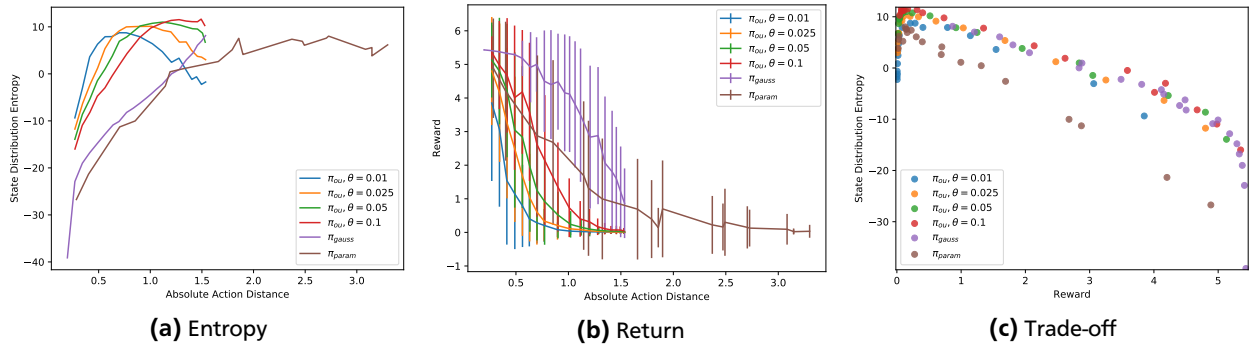 State Distribution Entropy
10
0
−10
−20
−30
−40
0.5 1.0 1.5 2.0 2.5 3.0
Absolute Action Distance
π_ou, θ = 0.01
π_ou, θ = 0.025
π_ou, θ = 0.05
π_ou, θ = 0.1
π_gauss
π_param
(a) Entropy
Reward
6
5
4
3
2
1
0
−1
0.5 1.0 1.5 2.0 2.5 3.0
Absolute Action Distance
π_ou, θ = 0.01
π_ou, θ = 0.025
π_ou, θ = 0.05
π_ou, θ = 0.1
π_gauss
π_param
(b) Return
State Distribution Entropy
10
0
−10
−20
−30
0 1 2 3 4 5
Reward
π_ou, θ = 0.01
π_ou, θ = 0.025
π_ou, θ = 0.05
π_ou, θ = 0.1
π_gauss
π_param
(c) Trade-off